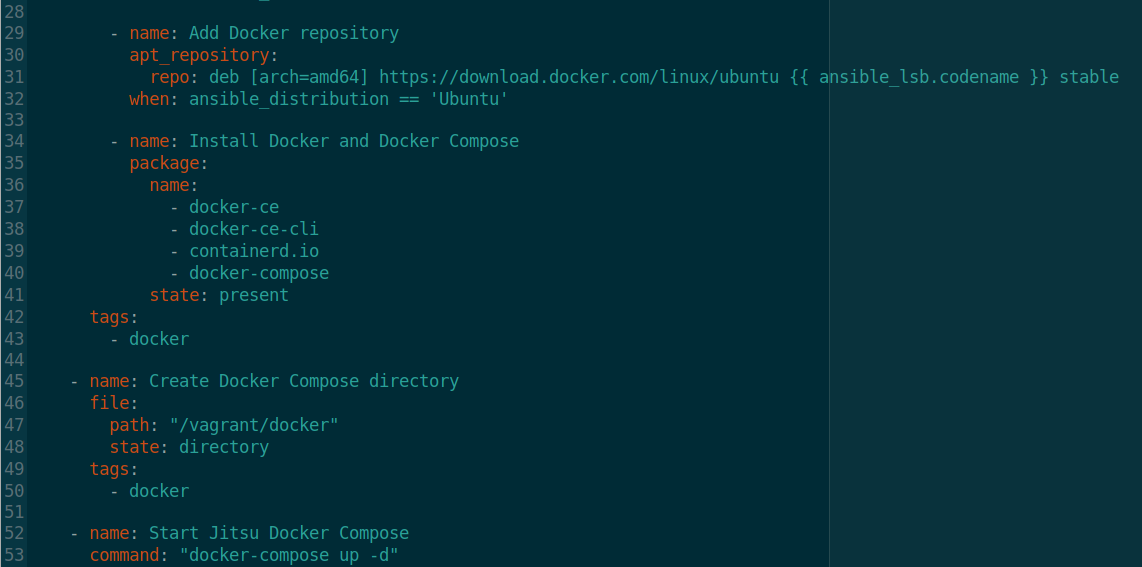 28
29 - name: Add Docker repository
30 apt_repository:
31 repo: deb [arch=amd64] https://download.docker.com/linux/ubuntu {{ ansible_lsb.codename }} stable
32 when: ansible_distribution == 'Ubuntu'
33
34 - name: Install Docker and Docker Compose
35 package:
36 name:
37 - docker-ce
38 - docker-ce-cli
39 - containerd.io
40 - docker-compose
41 state: present
42 tags:
43 - docker
44
45 - name: Create Docker Compose directory
46 file:
47 path: "/vagrant/docker"
48 state: directory
49 tags:
50 - docker
51
52 - name: Start Jitsu Docker Compose
53 command: "docker-compose up -d"